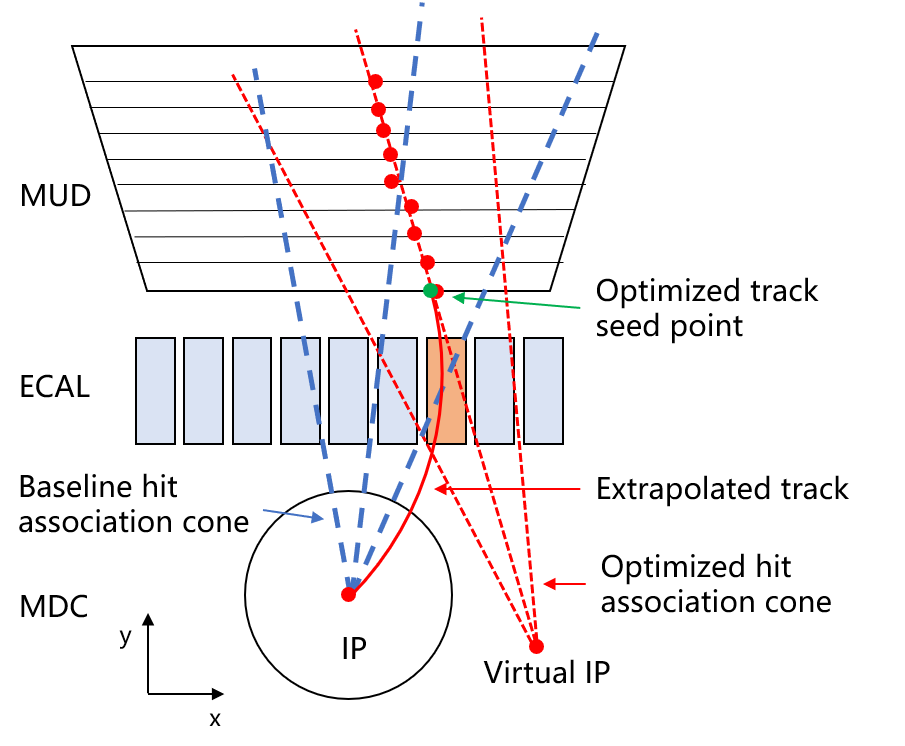 MUD
Optimized track
seed point
ECAL
Baseline hit
association cone
Extrapolated track
Optimized hit
association cone
MDC
y
IP
Virtual IP
x